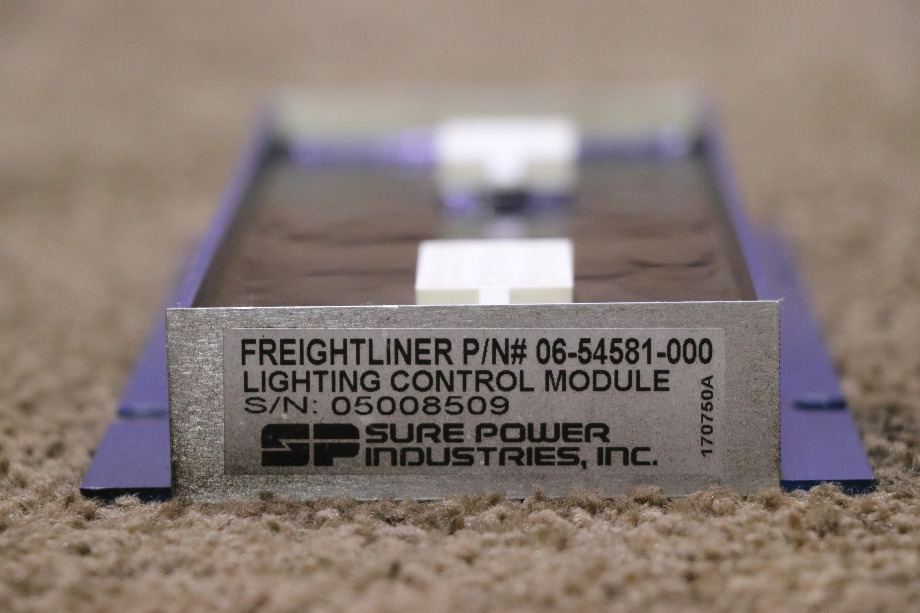 FREIGHTLINER P/N# 06-54581-000
LIGHTING CONTROL MODULE
S/N: 05008509
SP SURE POWER
INDUSTRIES, INC.
170750A